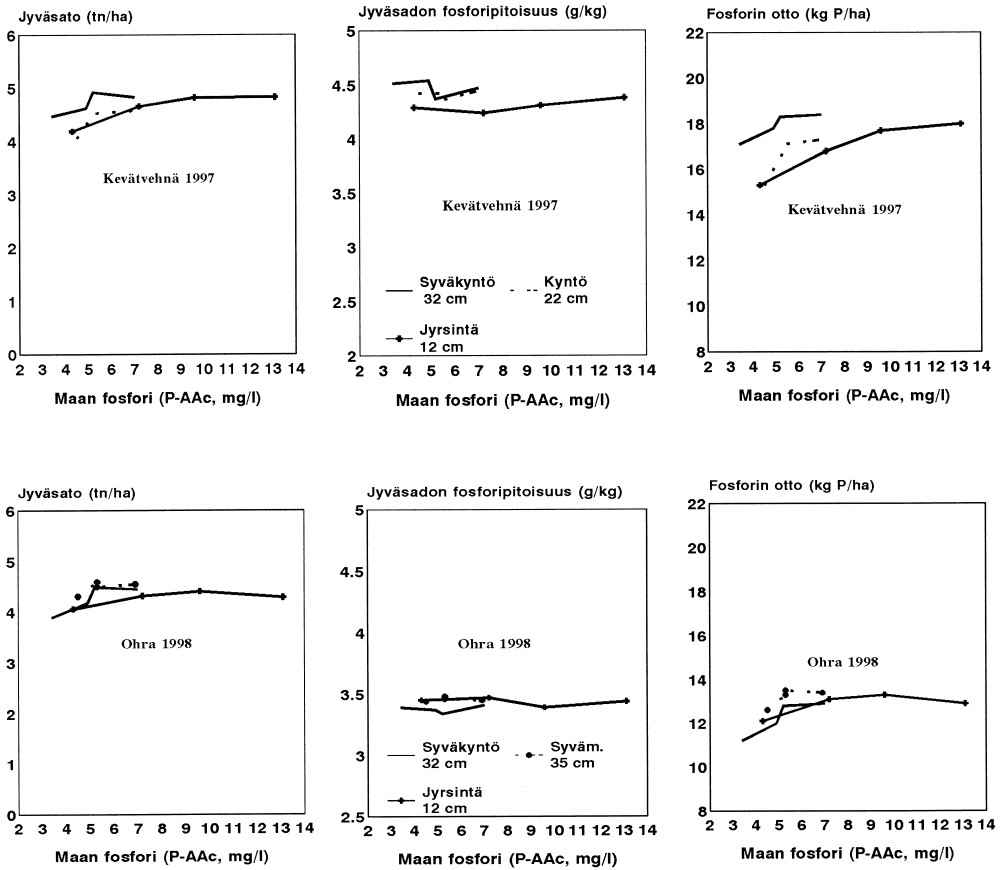 Jyväsato (tn/ha)
6
5
4
3
2
1
0
Kevätvehnä 1997
2 3 4 5 6 7 8 9 10 11 12 13 14
Maan fosfori (P-AAc, mg/l)
Jyväsadon fosforipitoisuus (g/kg)
5
4.5
4
3.5
3
2.5
2
Kevätvehnä 1997
Syväkyntö
32 cm
Kyntö
22 cm
Jyrsintä
12 cm
2 3 4 5 6 7 8 9 10 11 12 13 14
Maan fosfori (P-AAc, mg/l)
Fosforin otto (kg P/ha)
22
20
18
16
14
12
10
8
Kevätvehnä 1997
2 3 4 5 6 7 8 9 10 11 12 13 14
Maan fosfori (P-AAc, mg/l)
Jyväsato (tn/ha)
6
5
4
3
2
1
0
Ohra 1998
2 3 4 5 6 7 8 9 10 11 12 13 14
Maan fosfori (P-AAc, mg/l)
Jyväsadon fosforipitoisuus (g/kg)
5
4.5
4
3.5
3
2.5
Ohra 1998
Syväkyntö
32 cm
Syväm.
35 cm
Jyrsintä
12 cm
2 3 4 5 6 7 8 9 10 11 12 13 14
Maan fosfori (P-AAc, mg/l)
Fosforin otto (kg P/ha)
22
20
18
16
14
12
10
8
Ohra 1998
2 3 4 5 6 7 8 9 10 11 12 13 14
Maan fosfori (P-AAc, mg/l)